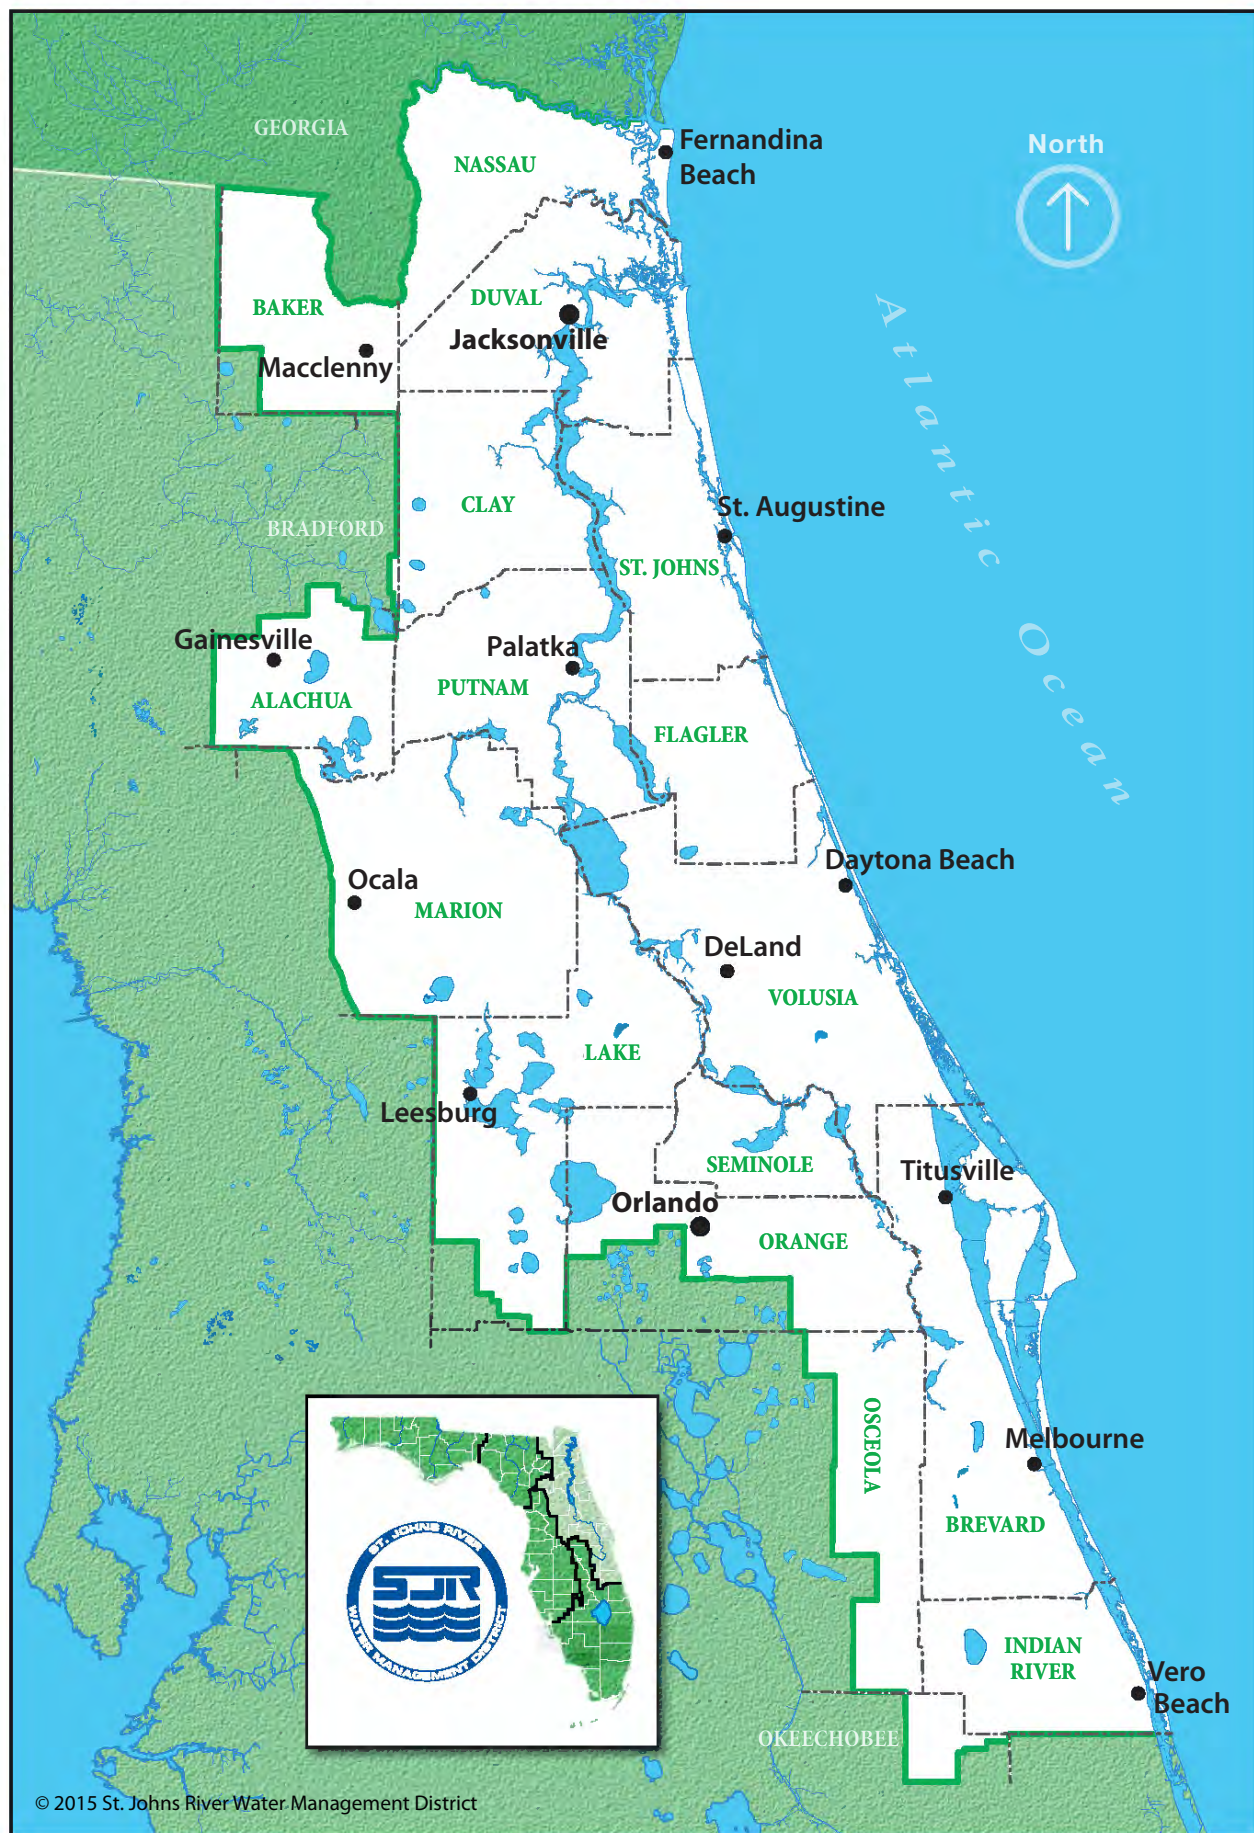 GEORGIA
NASSAU
Fernandina
Beach
North
BAKER
DUVAL
Jacksonville
Macclenny
Atlantic Ocean
CLAY
St. Augustine
BRADFORD
ST. JOHNS
Gainesville
Palatka
ALACHUA
PUTNAM
FLAGLER
Daytona Beach
Ocala
MARION
DeLand
VOLUSIA
LAKE
Leesburg
SEMINOLE
Titusville
Orlando
ORANGE
OSCEOLA
Melbourne
BREVARD
ST. JOHNS RIVER
SJR
WATER MANAGEMENT DISTRICT
INDIAN
RIVER
Vero
Beach
OKEECHOBEE
© 2015 St. Johns River Water Management District